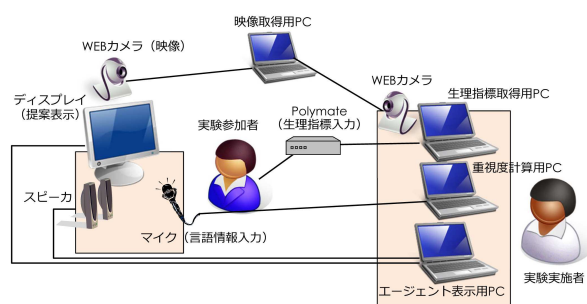 映像取得用PC
WEBカメラ（映像）
WEBカメラ
ディスプレイ
（提案表示）
生理指標取得用PC
Polymate
（生理指標入力）
実験参加者
重視度計算用PC
スピーカ
マイク（言語情報入力）
エージェント表示用PC
実験実施者